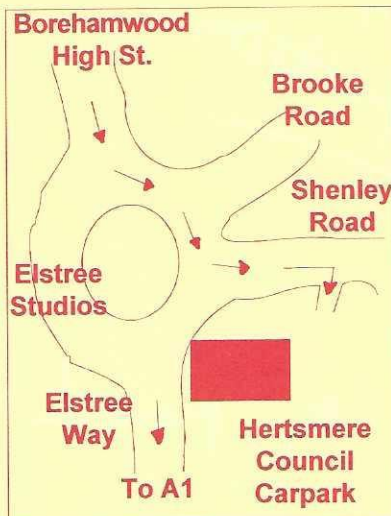 Borehamwood
High St.
Brooke
Road
Shenley
Road
Elstree
Studios
Elstree
Way
Hertsmere
Council
Carpark
To A1